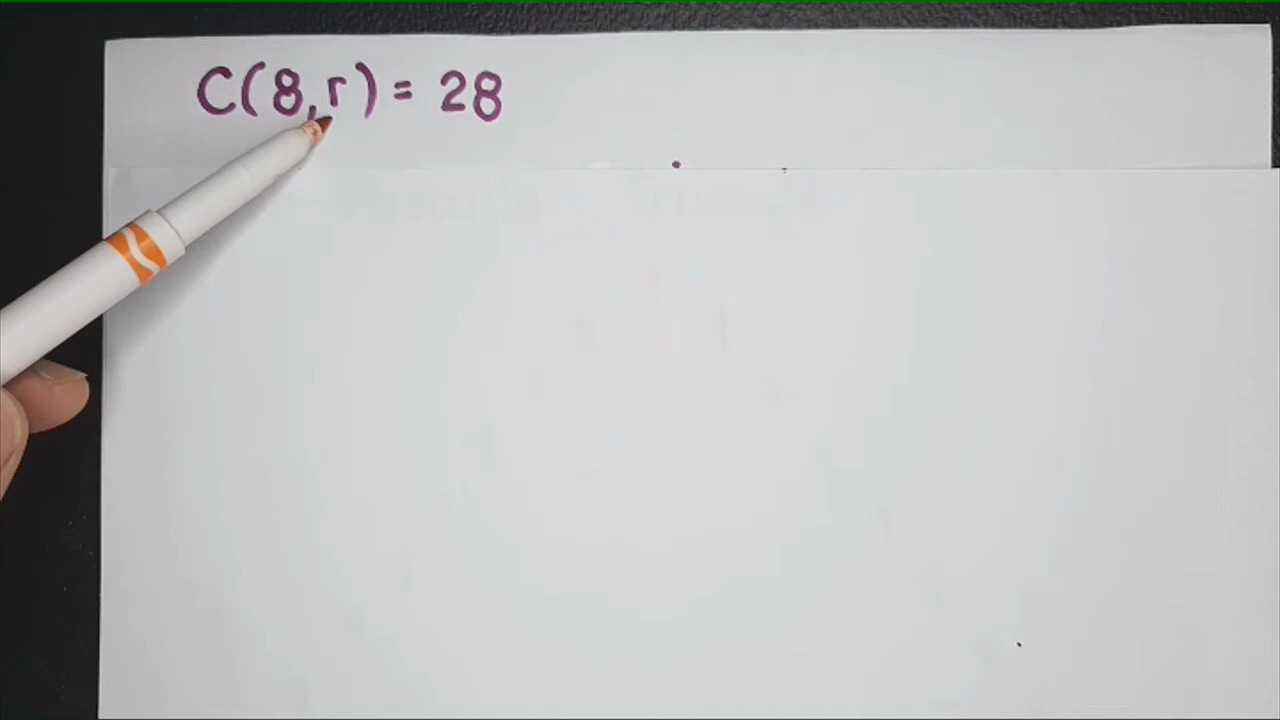 C(8,r) = 28